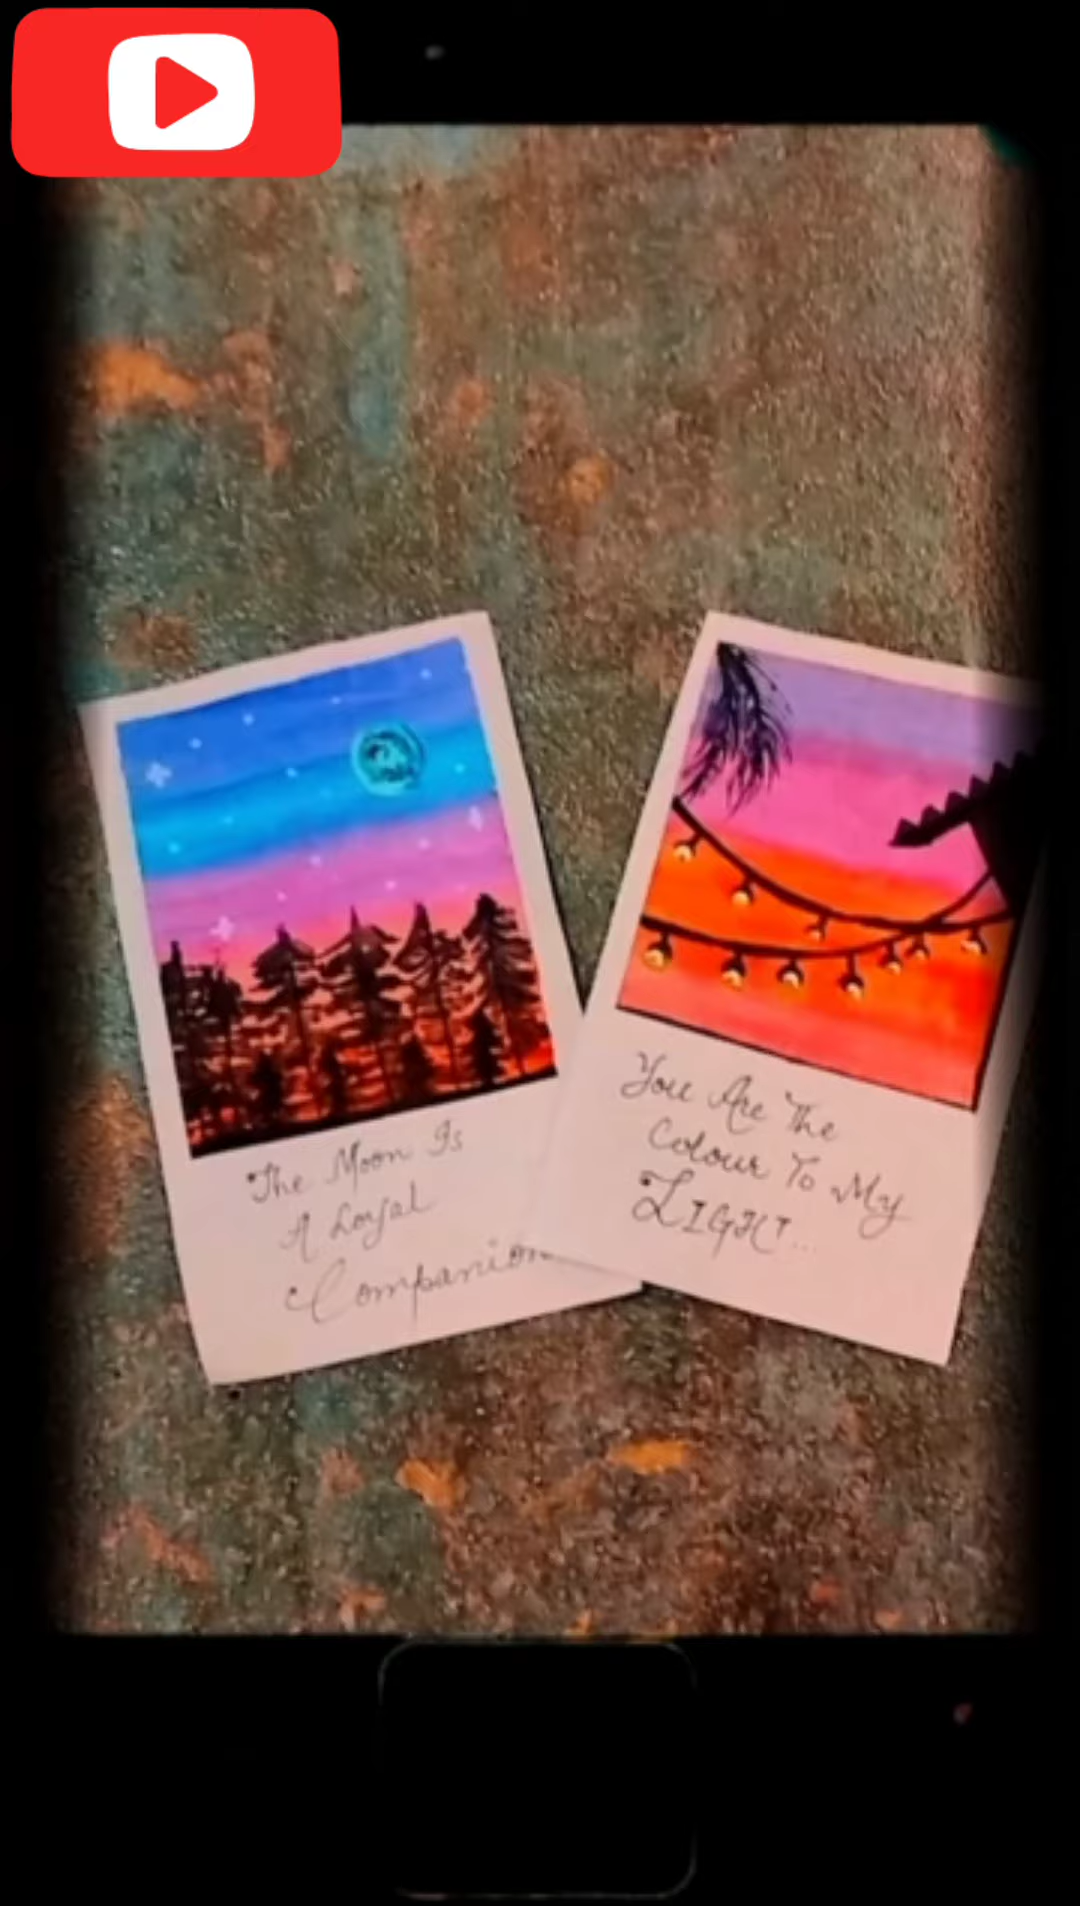 The Moon Is
A Loyal
Companion
You Are The
Colour To My
LIGHT...